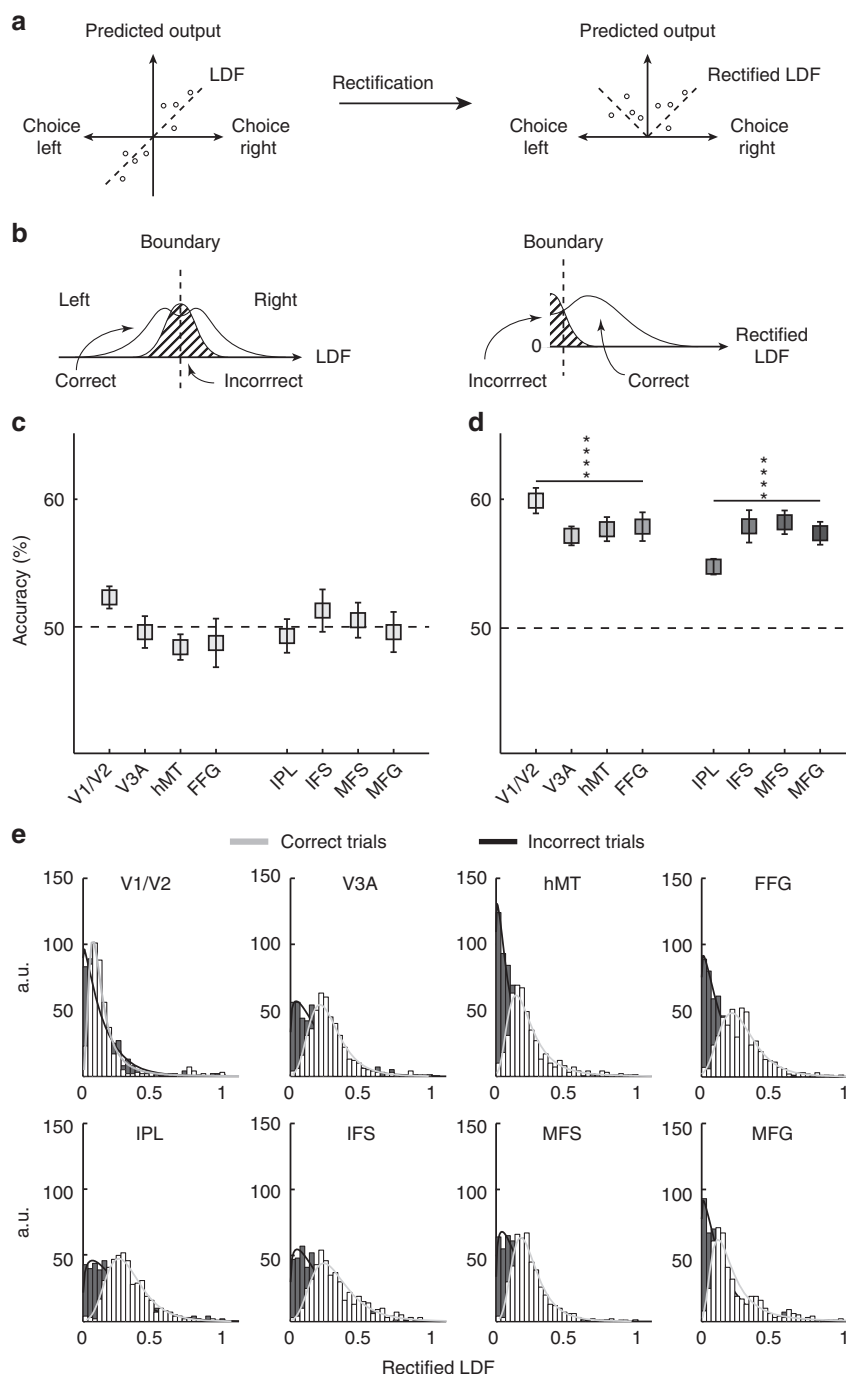 a
Predicted output
LDF
Choice left
Choice right
Rectification
Predicted output
Rectified LDF
Choice left
Choice right
b
Boundary
Left
Right
LDF
Correct
Incorrrect
Boundary
0
Rectified LDF
Incorrrect
Correct
c
Accuracy (%)
60
50
V1/V2
V3A
hMT
FFG
IPL
IFS
MFS
MFG
d
60
50
****
****
V1/V2
V3A
hMT
FFG
IPL
IFS
MFS
MFG
e
Correct trials
Incorrect trials
a.u.
V1/V2
150
100
50
0
0.5
1
V3A
150
100
50
0
0.5
1
hMT
150
100
50
0
0.5
1
FFG
150
100
50
0
0.5
1
a.u.
IPL
150
100
50
0
0.5
1
IFS
150
100
50
0
0.5
1
MFS
150
100
50
0
0.5
1
MFG
150
100
50
0
0.5
1
Rectified LDF